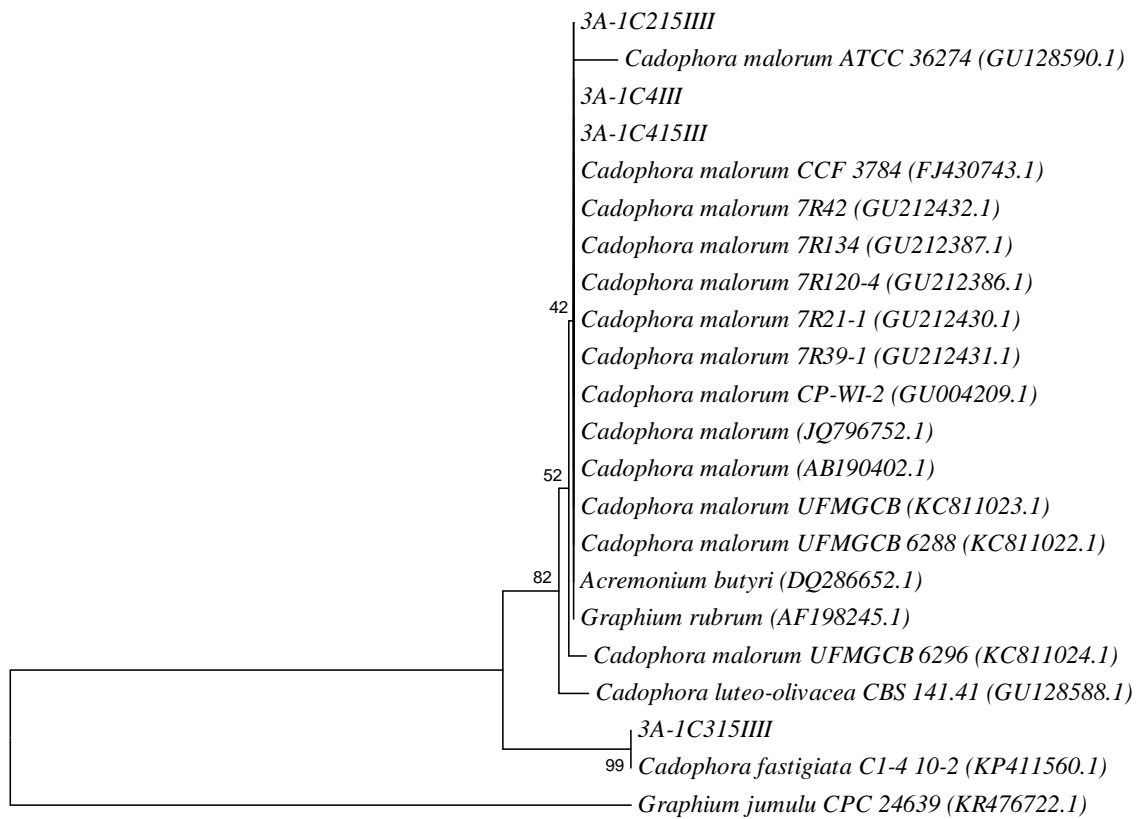 3A-1C215IIII
Cadophora malorum ATCC 36274 (GU128590.1)
3A-1C4III
3A-1C415III
Cadophora malorum CCF 3784 (FJ430743.1)
Cadophora malorum 7R42 (GU212432.1)
Cadophora malorum 7R134 (GU212387.1)
Cadophora malorum 7R120-4 (GU212386.1)
42
Cadophora malorum 7R21-1 (GU212430.1)
Cadophora malorum 7R39-1 (GU212431.1)
Cadophora malorum CP-WI-2 (GU004209.1)
Cadophora malorum (JQ796752.1)
Cadophora malorum (AB190402.1)
52
Cadophora malorum UFMGCB (KC811023.1)
Cadophora malorum UFMGCB 6288 (KC811022.1)
82
Acremonium butyri (DQ286652.1)
Graphium rubrum (AF198245.1)
Cadophora malorum UFMGCB 6296 (KC811024.1)
Cadophora luteo-olivacea CBS 141.41 (GU128588.1)
3A-1C315IIII
99
Cadophora fastigiata C1-4 10-2 (KP411560.1)
Graphium jumulu CPC 24639 (KR476722.1)